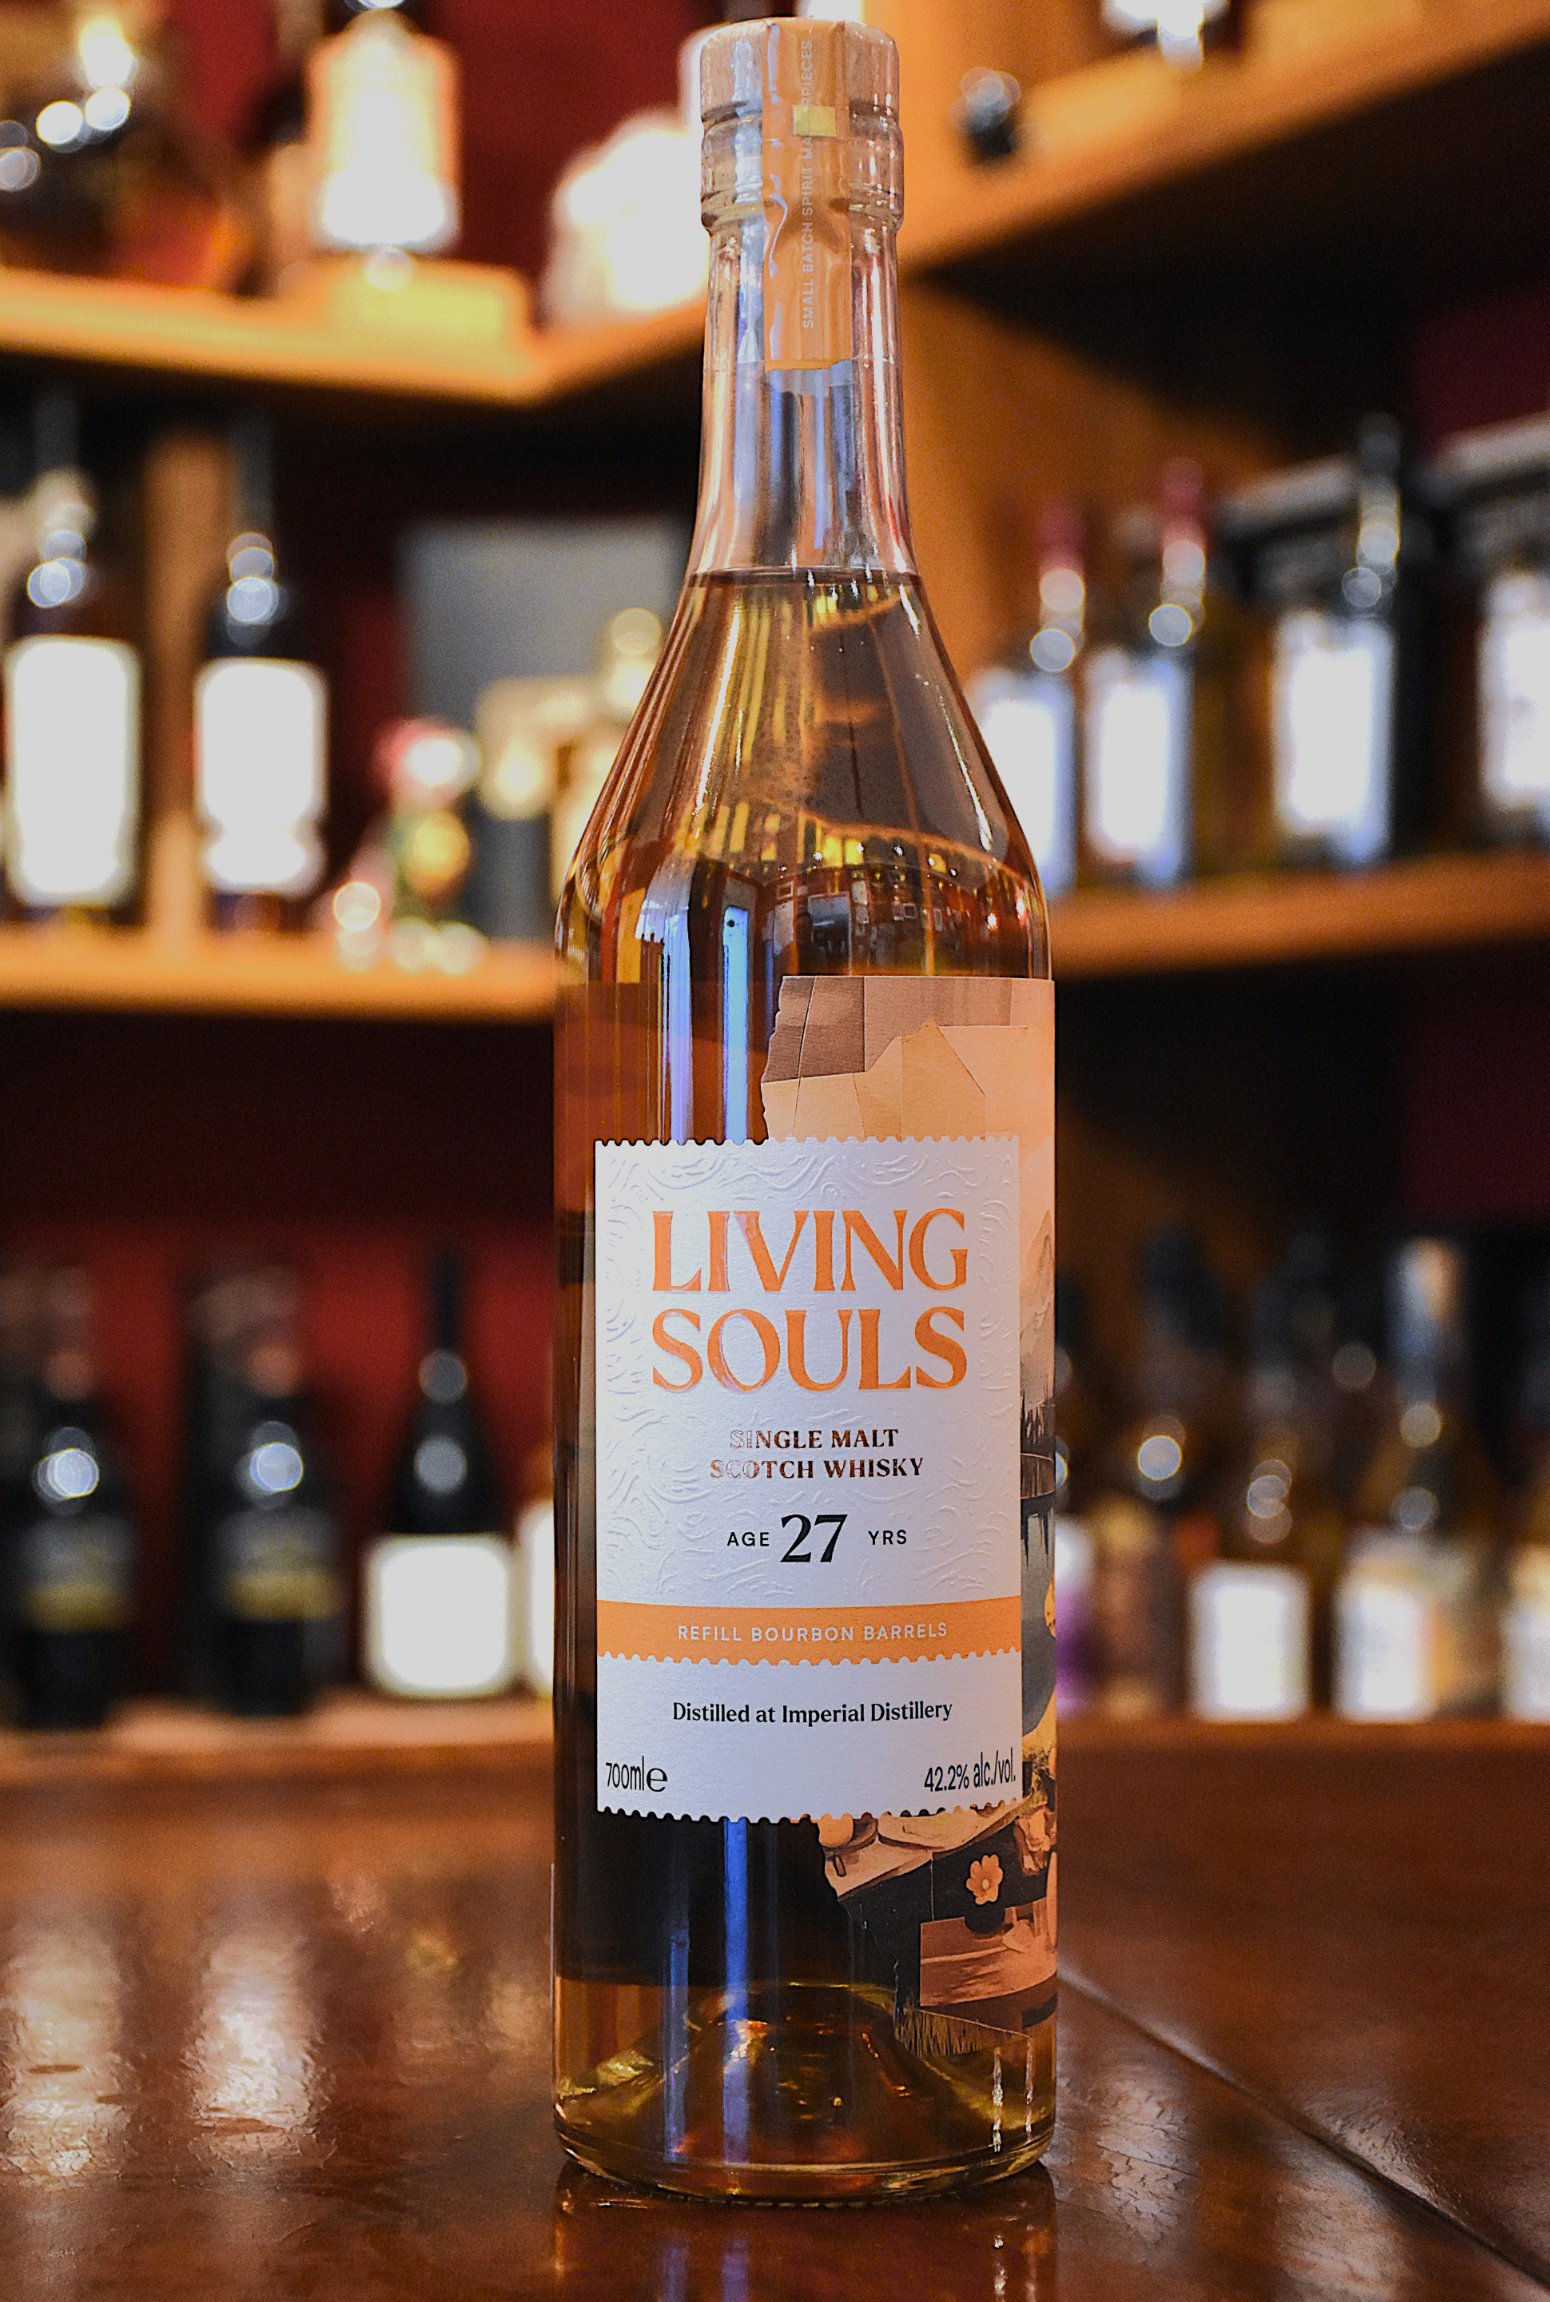 SMALL BATCH SPIRIT
LIVING
SOULS
SINGLE MALT
SCOTCH WHISKY
AGE 27 YRS
REFILL BOURBON BARRELS
Distilled at Imperial Distillery
700ml℮
42.2% alc./vol.